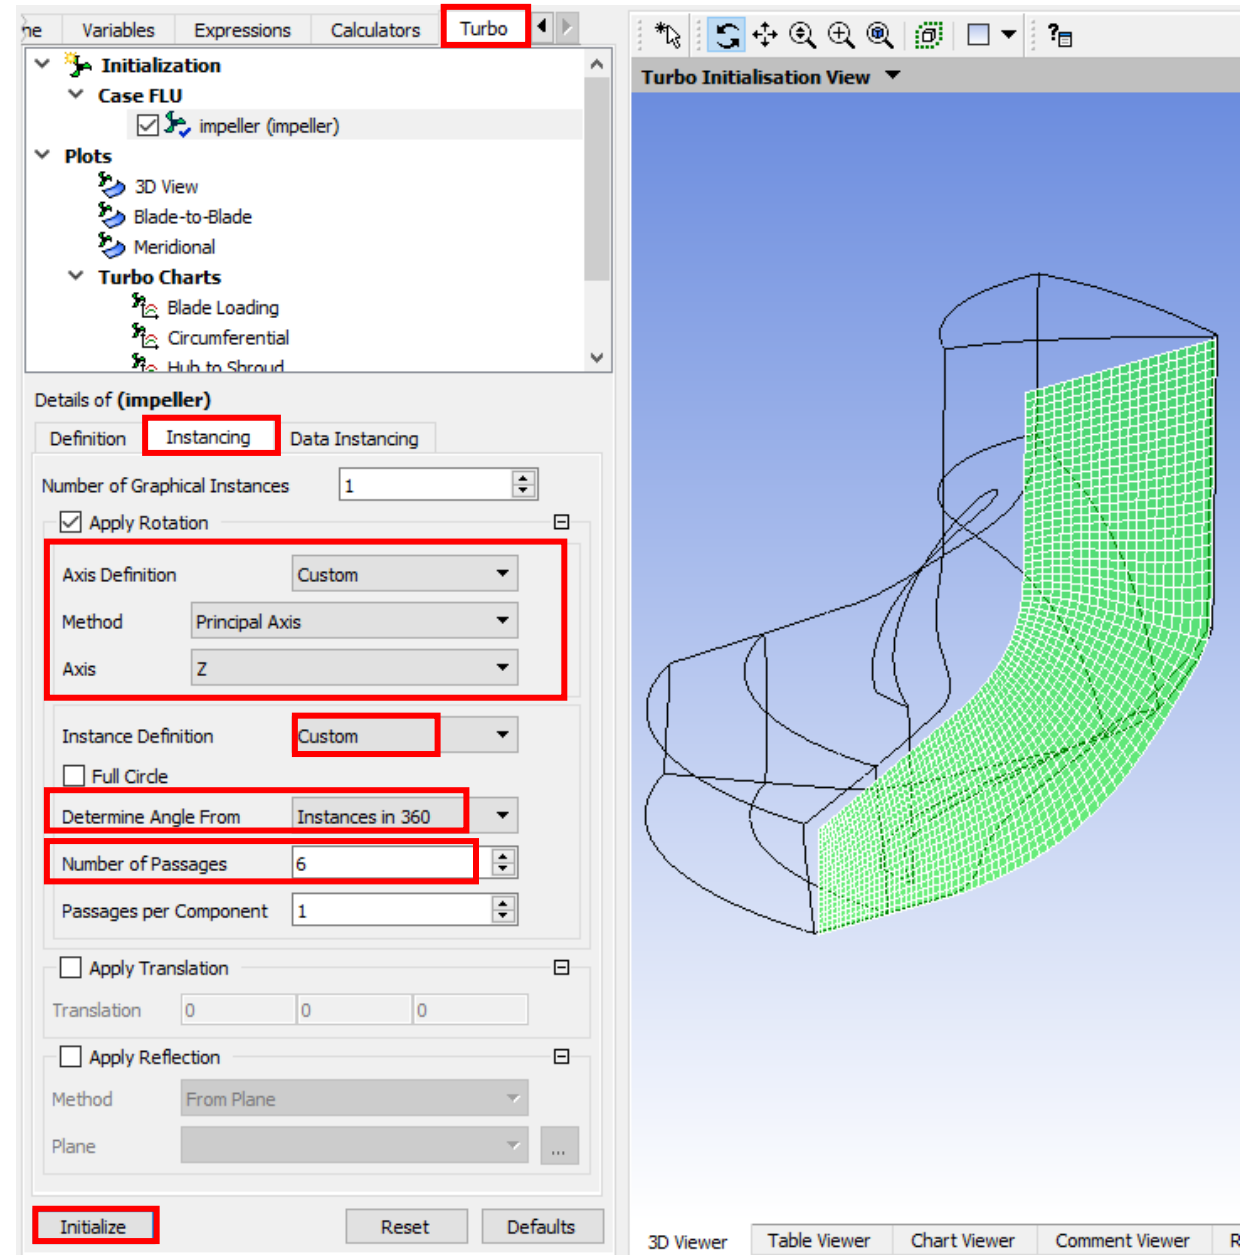 Variables Expressions Calculators Turbo
Initialization
Case FLU
impeller (impeller)
Plots
3D View
Blade-to-Blade
Meridional
Turbo Charts
Blade Loading
Circumferential
Hub to Shroud
Details of (impeller)
Definition Instancing Data Instancing
Number of Graphical Instances 1
Apply Rotation
Axis Definition Custom
Method Principal Axis
Axis Z
Instance Definition Custom
Full Circle
Determine Angle From Instances in 360
Number of Passages 6
Passages per Component 1
Apply Translation
Translation 0 0 0
Apply Reflection
Method From Plane
Plane ...
Initialize Reset Defaults
Turbo Initialisation View
3D Viewer Table Viewer Chart Viewer Comment Viewer R